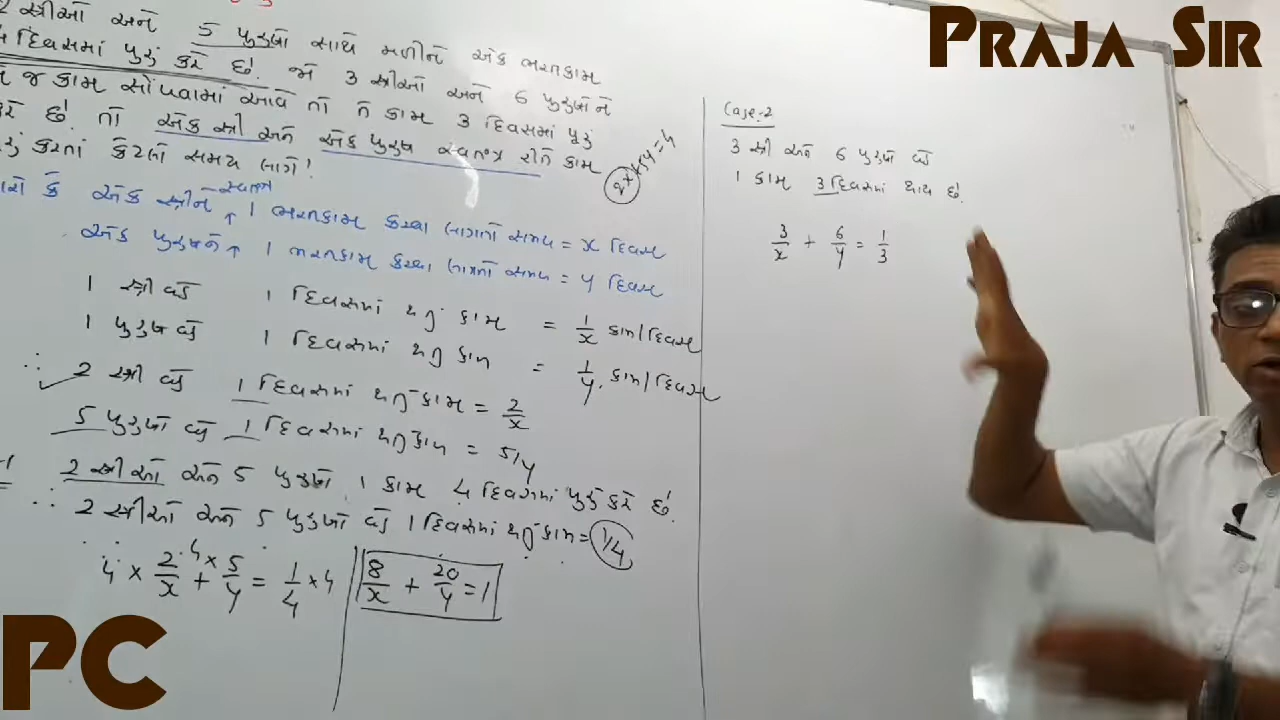 PRAJA SIR
2 સ્ત્રીઓ અને 5 પુરુષો સાથે મળીને એક ભરતકામ
4 દિવસમાં પુરું કરે છે. જો 3 સ્ત્રીઓ અને 6 પુરુષોને
જ કામ સોંપવામાં આવે તો તે કામ 3 દિવસમાં પૂરું
કરે છે. તો એક સ્ત્રી અને એક પુરુષ સ્વતંત્ર રીતે કામ
કરતાં કેટલો સમય લાગે!
કે એક સ્ત્રીને સ્વતંત્ર ↑ 1 ભરતકામ કરવા લાગતો સમય = x દિવસ
એક પુરુષને ↑ 1 ભરતકામ કરવા લાગતો સમય = y દિવસ
1 સ્ત્રી વડે 1 દિવસમાં થતું કામ = 1/x કામ/દિવસ
1 પુરુષ વડે 1 દિવસમાં થતું કામ = 1/y. કામ/દિવસ
∴ 2 સ્ત્રી વડે 1 દિવસમાં થતું કામ = 2/x
5 પુરુષો વડે 1 દિવસમાં થતું કામ = 5/y
2 સ્ત્રીઓ અને 5 પુરુષો 1 કામ 4 દિવસમાં પુરું કરે છે.
∴ 2 સ્ત્રીઓ અને 5 પુરુષો વડે 1 દિવસમાં થતું કામ = 1/4
∴ 4 × 2/x + 4 × 5/y = 1/4 × 4
8/x + 20/y = 1
Case:-2
3 સ્ત્રી અને 6 પુરુષો વડે
1 કામ 3 દિવસમાં થાય છે.
3/x + 6/y = 1/3
PC